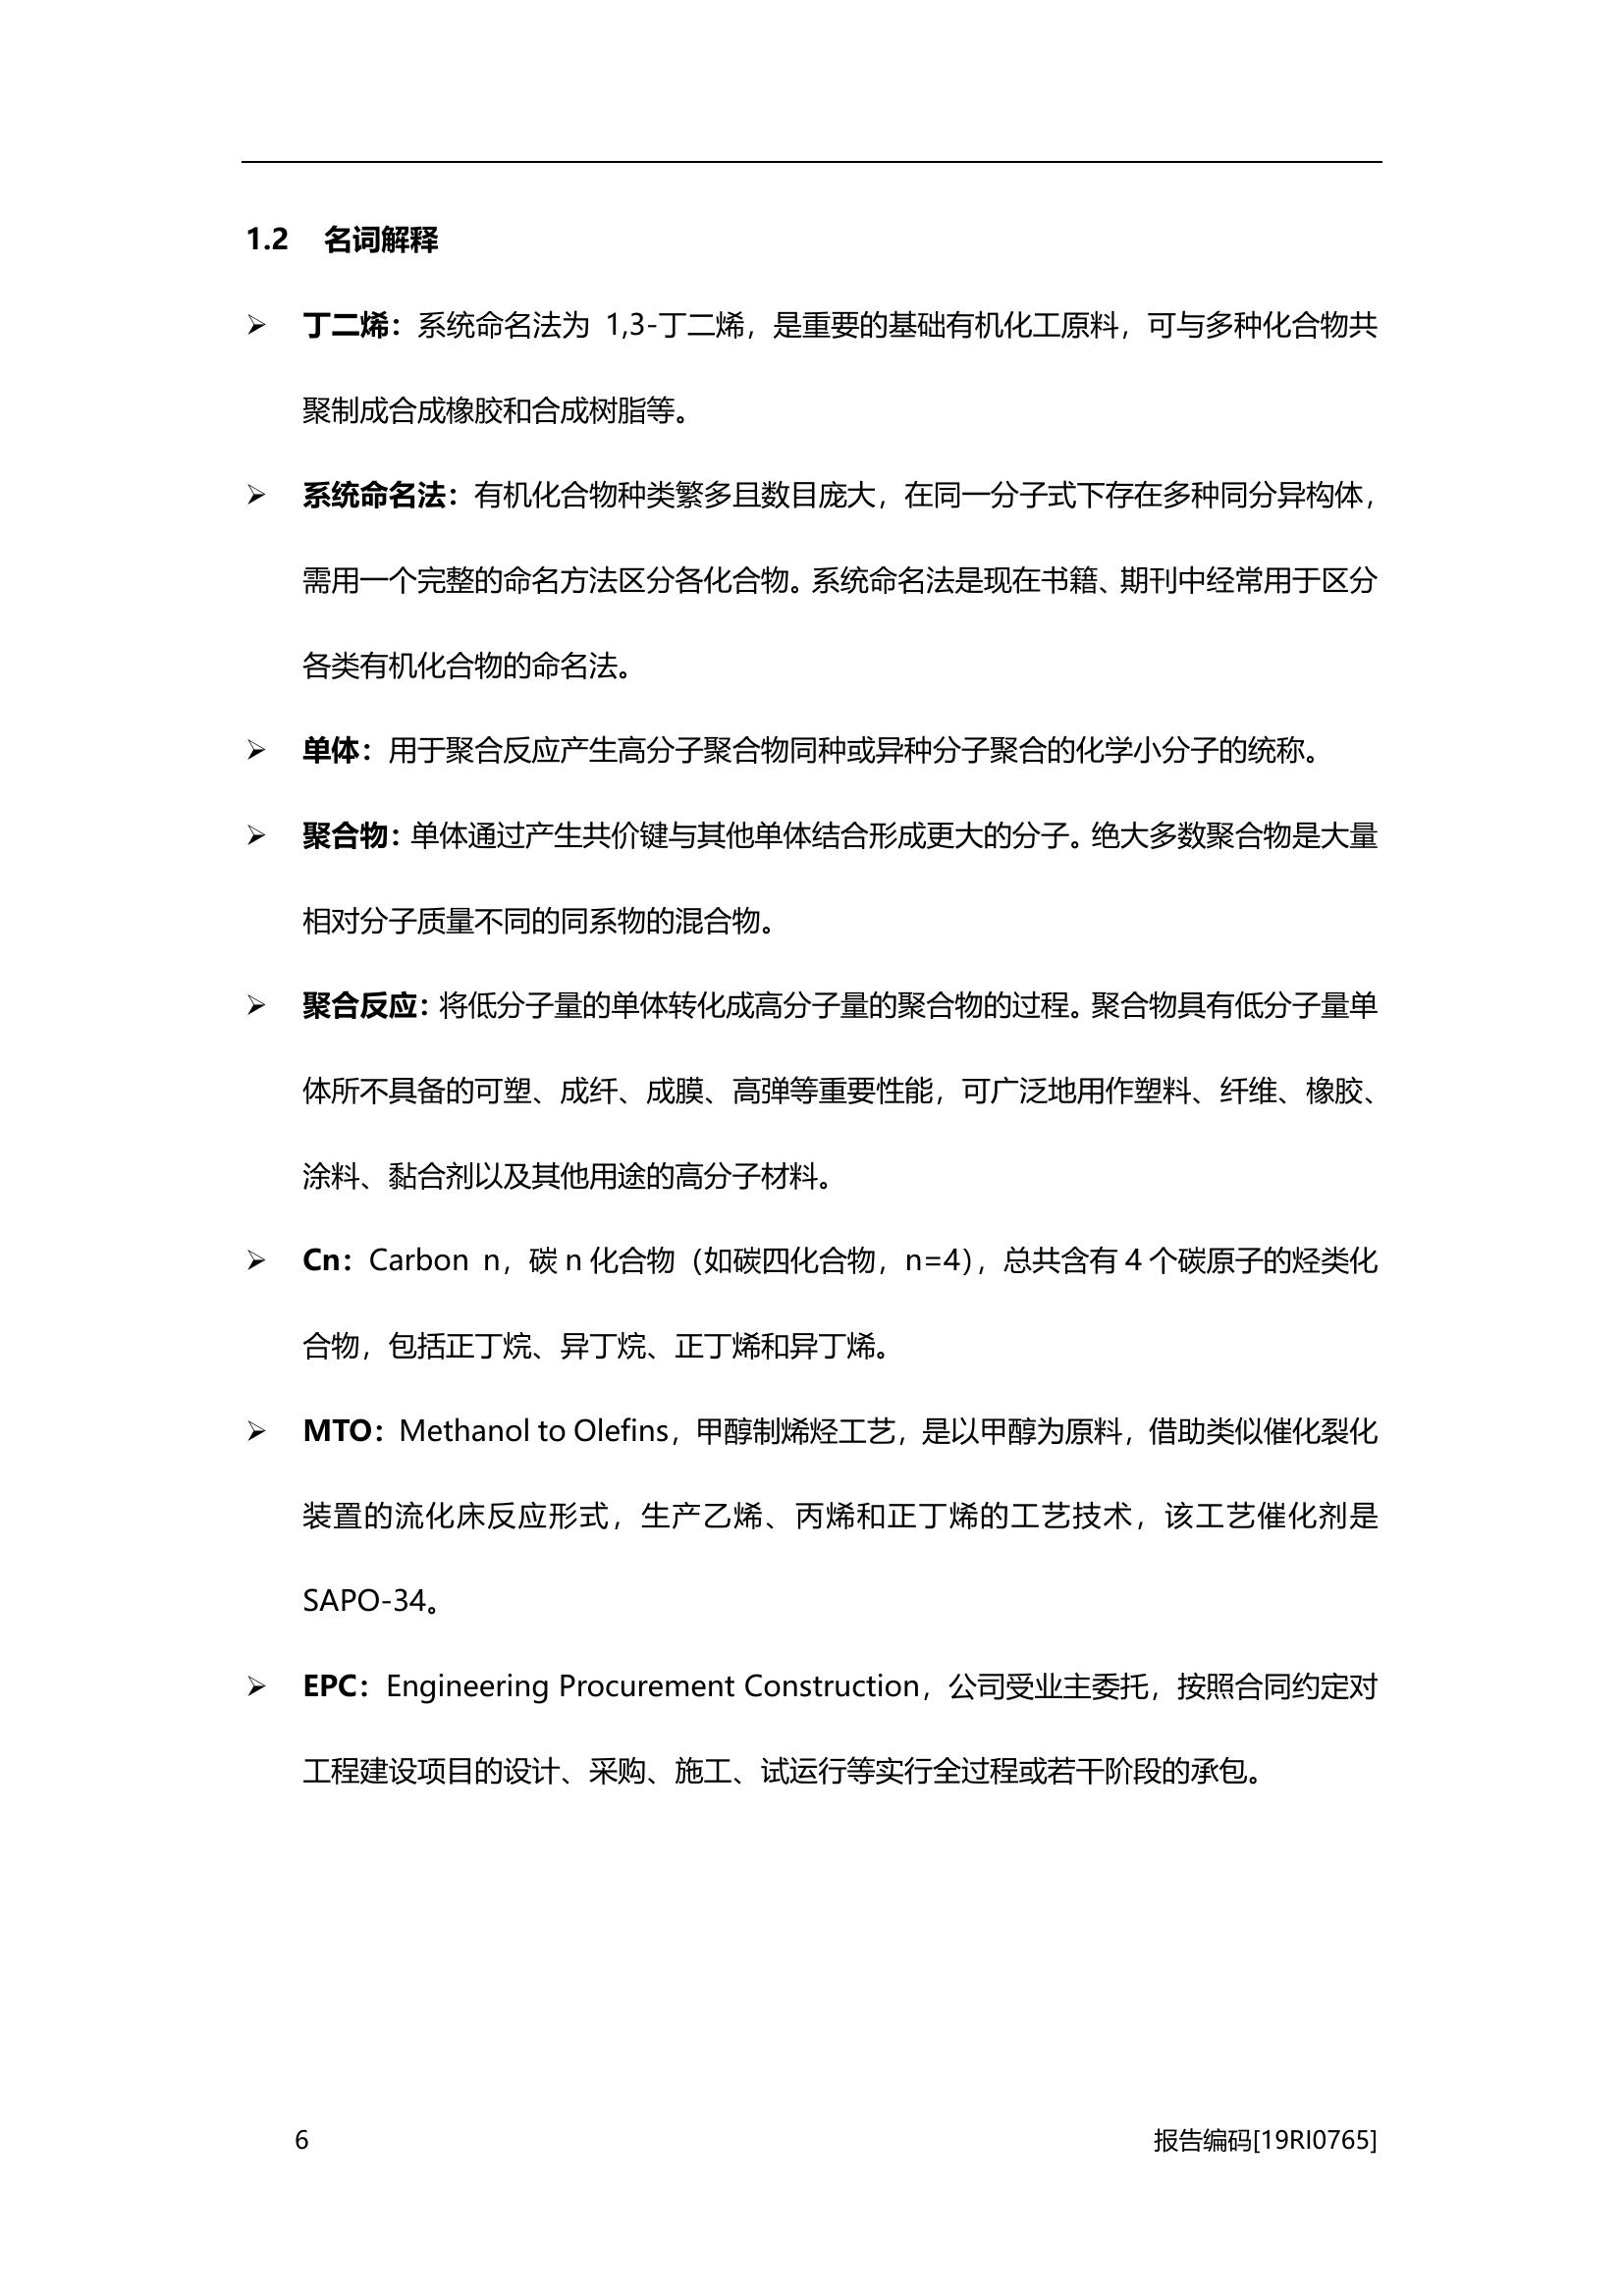 1.2 名词解释
➢ 丁二烯：系统命名法为 1,3-丁二烯，是重要的基础有机化工原料，可与多种化合物共
聚制成合成橡胶和合成树脂等。
➢ 系统命名法：有机化合物种类繁多且数目庞大，在同一分子式下存在多种同分异构体，
需用一个完整的命名方法区分各化合物。系统命名法是现在书籍、期刊中经常用于区分
各类有机化合物的命名法。
➢ 单体：用于聚合反应产生高分子聚合物同种或异种分子聚合的化学小分子的统称。
➢ 聚合物：单体通过产生共价键与其他单体结合形成更大的分子。绝大多数聚合物是大量
相对分子质量不同的同系物的混合物。
➢ 聚合反应：将低分子量的单体转化成高分子量的聚合物的过程。聚合物具有低分子量单
体所不具备的可塑、成纤、成膜、高弹等重要性能，可广泛地用作塑料、纤维、橡胶、
涂料、黏合剂以及其他用途的高分子材料。
➢ Cn：Carbon n，碳 n 化合物（如碳四化合物，n=4），总共含有 4 个碳原子的烃类化
合物，包括正丁烷、异丁烷、正丁烯和异丁烯。
➢ MTO：Methanol to Olefins，甲醇制烯烃工艺，是以甲醇为原料，借助类似催化裂化
装置的流化床反应形式，生产乙烯、丙烯和正丁烯的工艺技术，该工艺催化剂是
SAPO-34。
➢ EPC：Engineering Procurement Construction，公司受业主委托，按照合同约定对
工程建设项目的设计、采购、施工、试运行等实行全过程或若干阶段的承包。
6 报告编码[19RI0765]